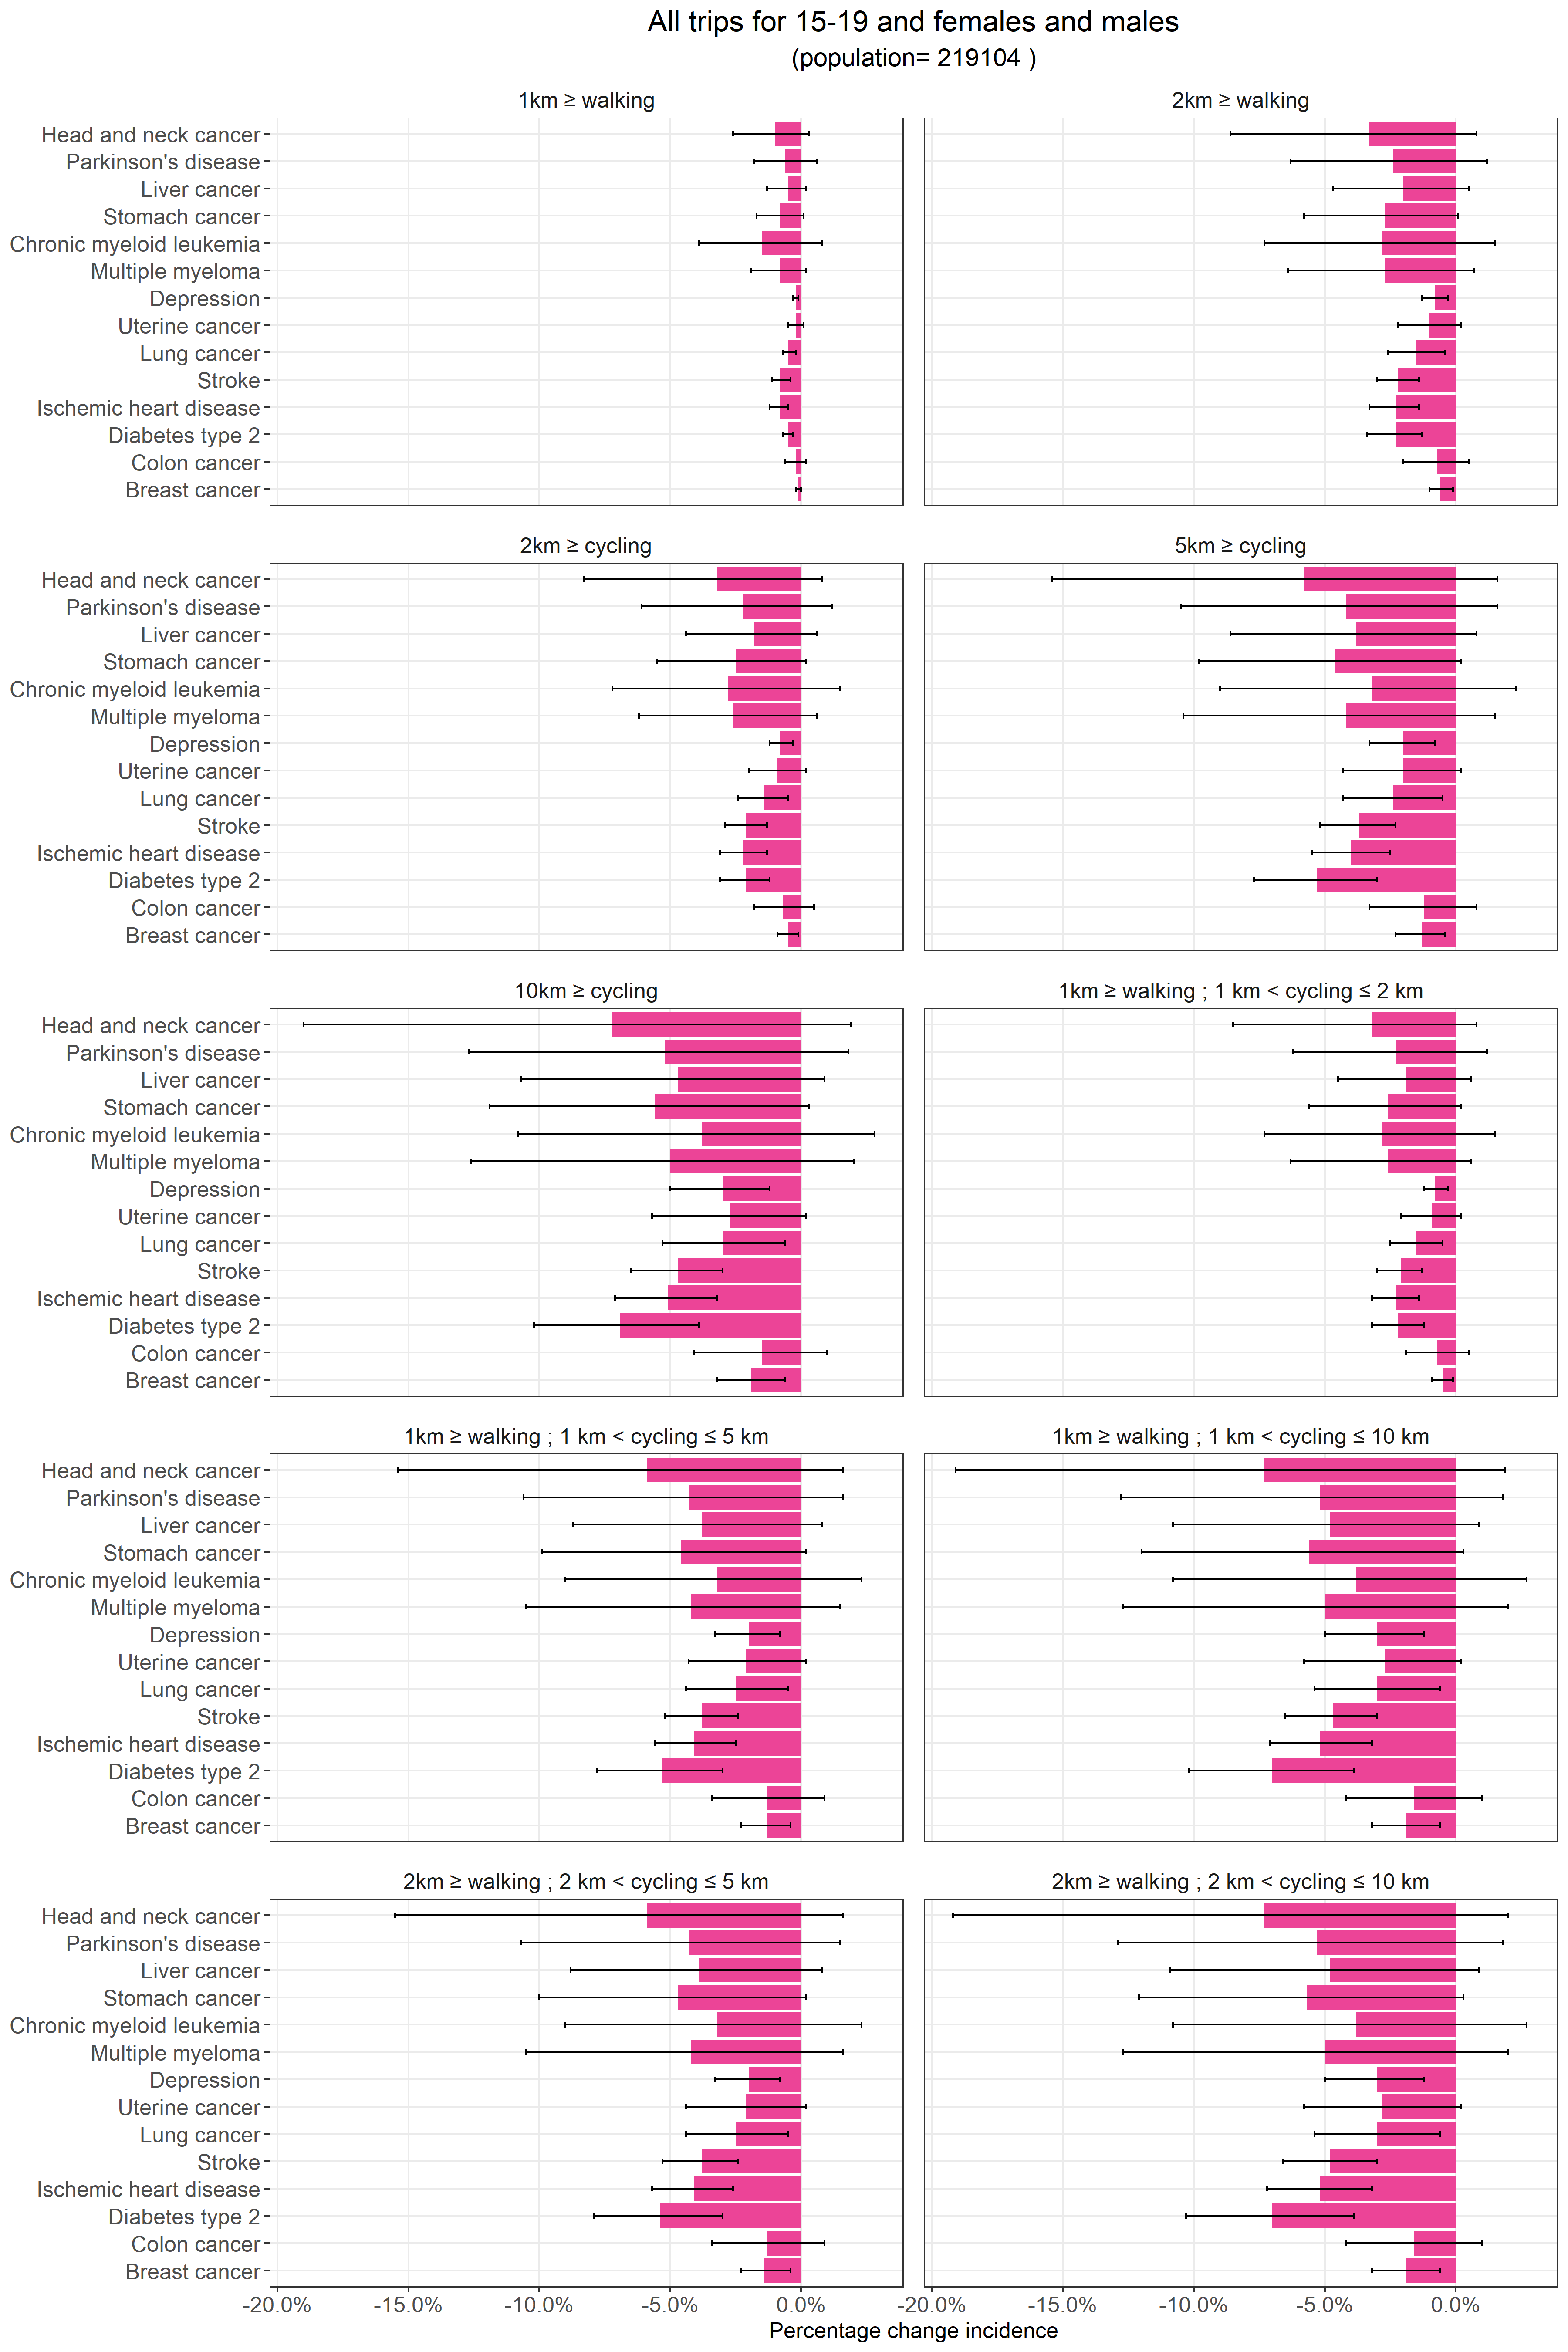 All trips for 15-19 and females and males
(population= 219104 )
1km ≥ walking
2km ≥ walking
Head and neck cancer
Parkinson's disease
Liver cancer
Stomach cancer
Chronic myeloid leukemia
Multiple myeloma
Depression
Uterine cancer
Lung cancer
Stroke
Ischemic heart disease
Diabetes type 2
Colon cancer
Breast cancer
2km ≥ cycling
5km ≥ cycling
Head and neck cancer
Parkinson's disease
Liver cancer
Stomach cancer
Chronic myeloid leukemia
Multiple myeloma
Depression
Uterine cancer
Lung cancer
Stroke
Ischemic heart disease
Diabetes type 2
Colon cancer
Breast cancer
10km ≥ cycling
1km ≥ walking ; 1 km < cycling ≤ 2 km
Head and neck cancer
Parkinson's disease
Liver cancer
Stomach cancer
Chronic myeloid leukemia
Multiple myeloma
Depression
Uterine cancer
Lung cancer
Stroke
Ischemic heart disease
Diabetes type 2
Colon cancer
Breast cancer
1km ≥ walking ; 1 km < cycling ≤ 5 km
1km ≥ walking ; 1 km < cycling ≤ 10 km
Head and neck cancer
Parkinson's disease
Liver cancer
Stomach cancer
Chronic myeloid leukemia
Multiple myeloma
Depression
Uterine cancer
Lung cancer
Stroke
Ischemic heart disease
Diabetes type 2
Colon cancer
Breast cancer
2km ≥ walking ; 2 km < cycling ≤ 5 km
2km ≥ walking ; 2 km < cycling ≤ 10 km
Head and neck cancer
Parkinson's disease
Liver cancer
Stomach cancer
Chronic myeloid leukemia
Multiple myeloma
Depression
Uterine cancer
Lung cancer
Stroke
Ischemic heart disease
Diabetes type 2
Colon cancer
Breast cancer
-20.0% -15.0% -10.0% -5.0% 0.0% -20.0% -15.0% -10.0% -5.0% 0.0%
Percentage change incidence